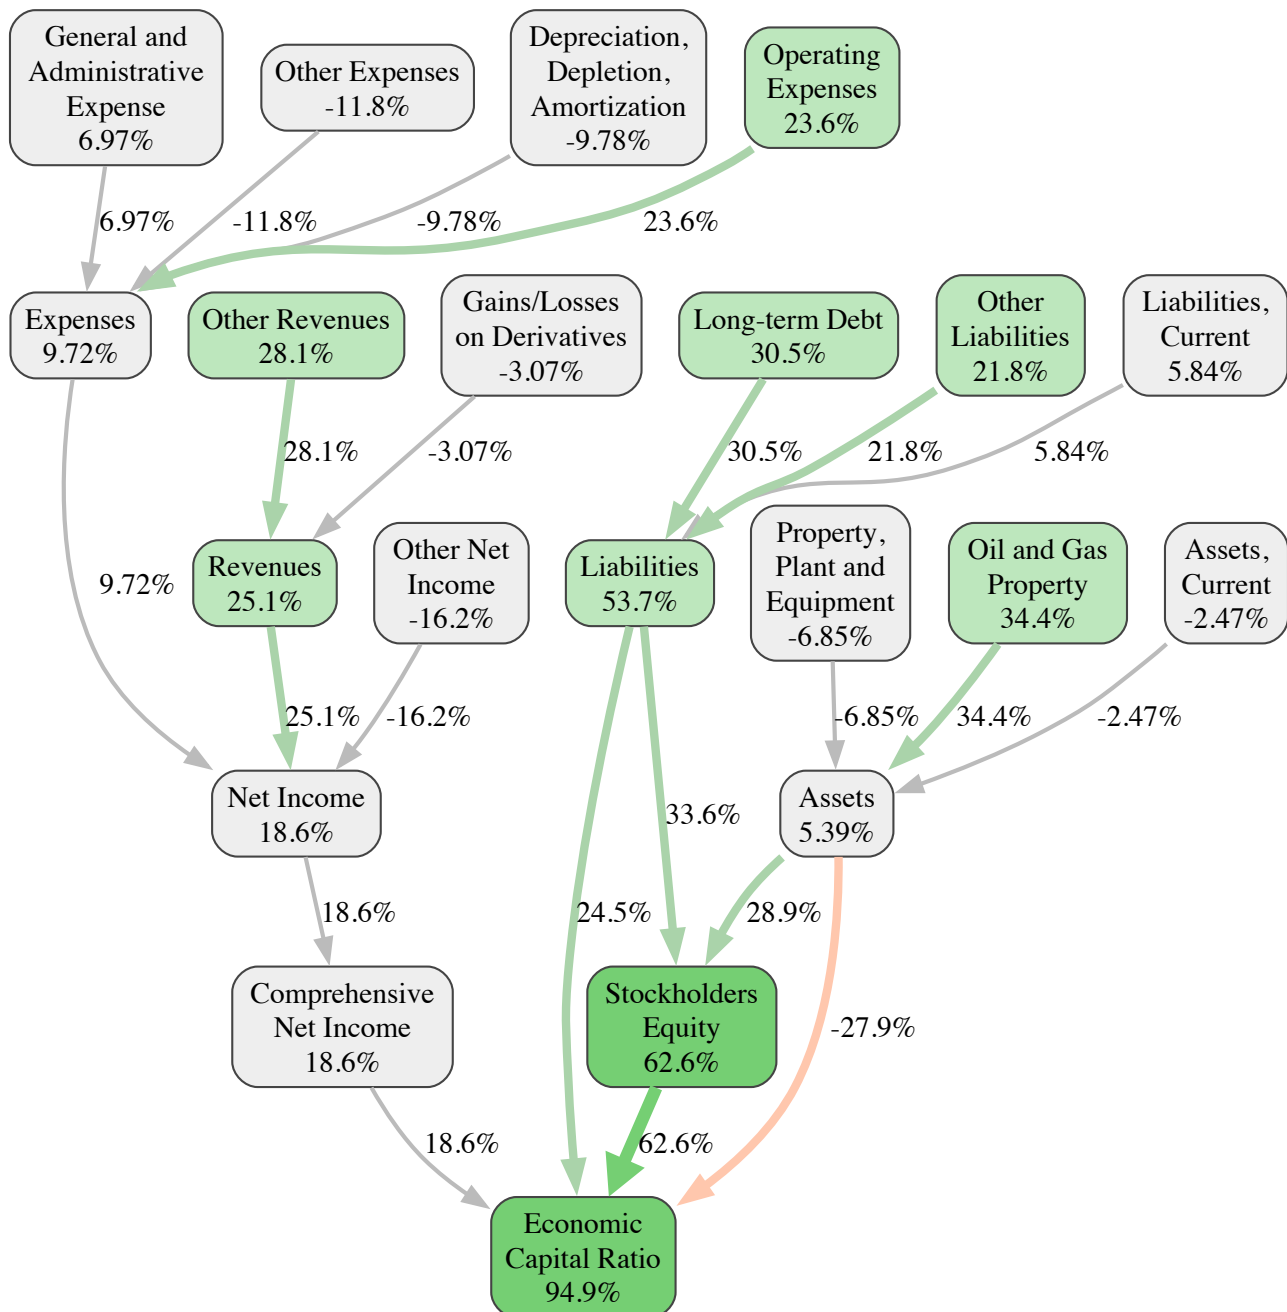 General and
Administrative
Expense
6.97%
Other Expenses
-11.8%
Depreciation,
Depletion,
Amortization
-9.78%
Operating
Expenses
23.6%
6.97%
-11.8%
-9.78%
23.6%
Expenses
9.72%
Other Revenues
28.1%
Gains/Losses
on Derivatives
-3.07%
Long-term Debt
30.5%
Other
Liabilities
21.8%
Liabilities,
Current
5.84%
28.1%
-3.07%
30.5%
21.8%
5.84%
9.72%
Revenues
25.1%
Other Net
Income
-16.2%
Liabilities
53.7%
Property,
Plant and
Equipment
-6.85%
Oil and Gas
Property
34.4%
Assets,
Current
-2.47%
25.1%
-16.2%
-6.85%
34.4%
-2.47%
Net Income
18.6%
33.6%
Assets
5.39%
18.6%
24.5%
28.9%
Comprehensive
Net Income
18.6%
Stockholders
Equity
62.6%
-27.9%
18.6%
62.6%
Economic
Capital Ratio
94.9%